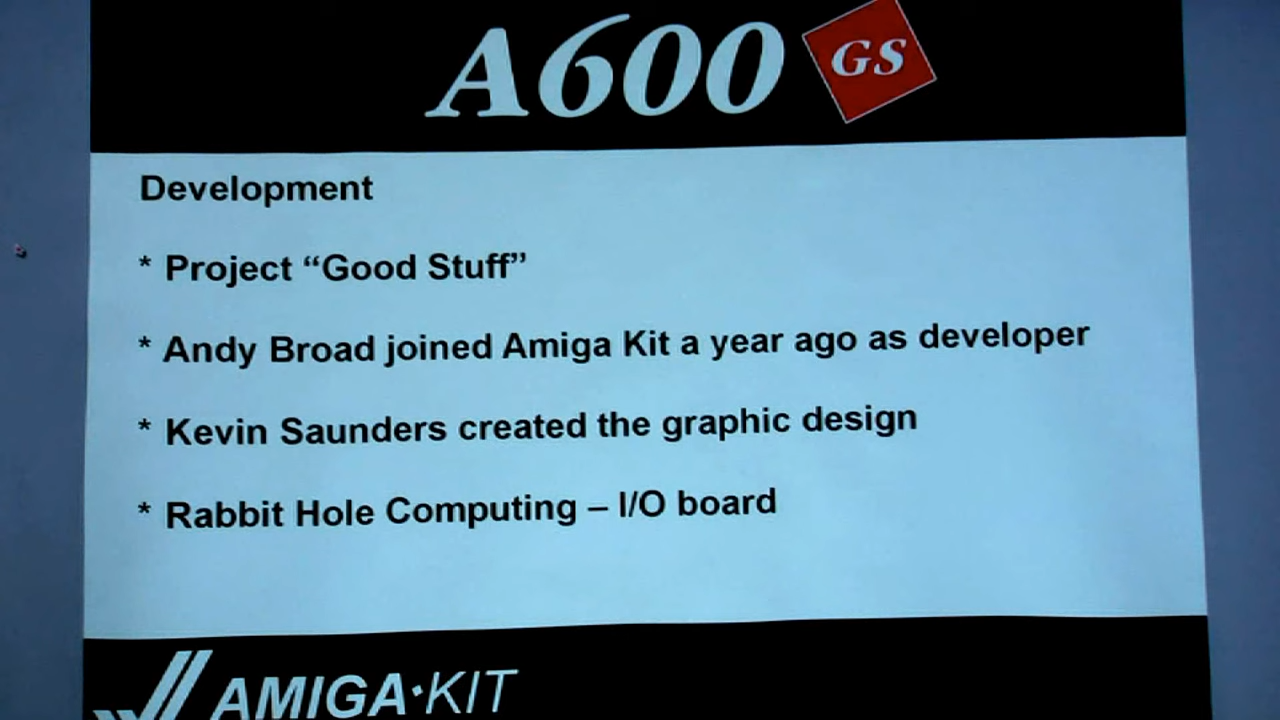 A600 GS
Development
* Project “Good Stuff”
* Andy Broad joined Amiga Kit a year ago as developer
* Kevin Saunders created the graphic design
* Rabbit Hole Computing – I/O board
AMIGA·KIT